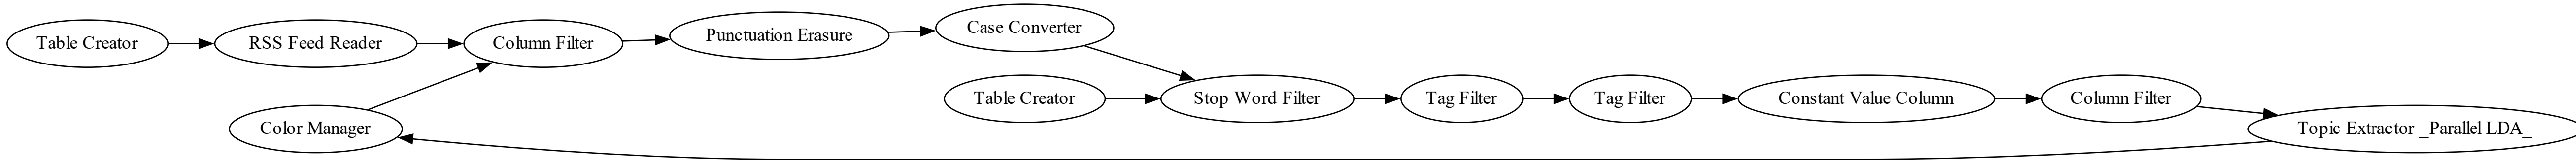 Table Creator
RSS Feed Reader
Column Filter
Punctuation Erasure
Case Converter
Table Creator
Stop Word Filter
Tag Filter
Tag Filter
Constant Value Column
Column Filter
Color Manager
Topic Extractor _Parallel LDA_